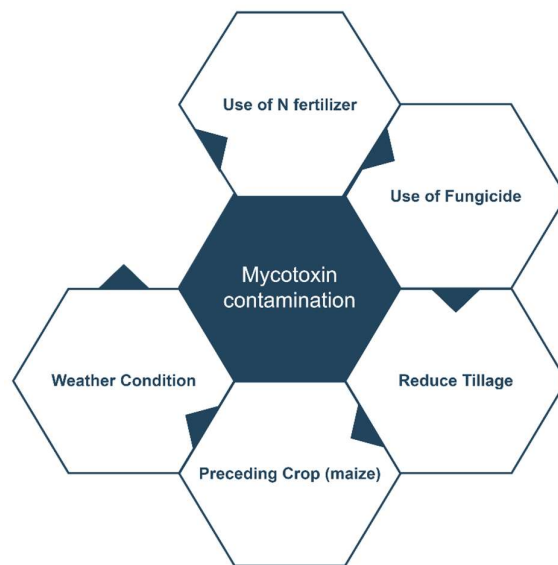 Use of N fertilizer
Use of Fungicide
Mycotoxin
contamination
Weather Condition
Reduce Tillage
Preceding Crop (maize)